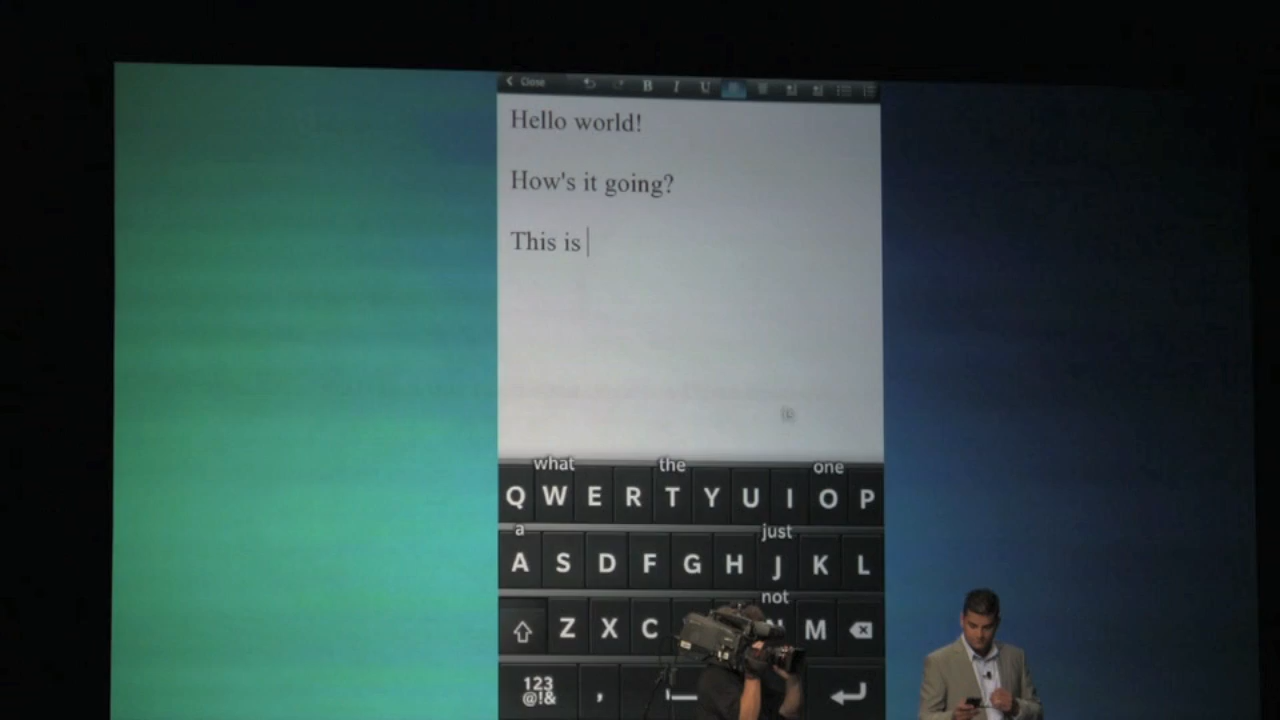 Close B I U
Hello world!
How's it going?
This is
what the one
Q W E R T Y U I O P
a just
A S D F G H J K L
not
Z X C N M
123
@!& ,